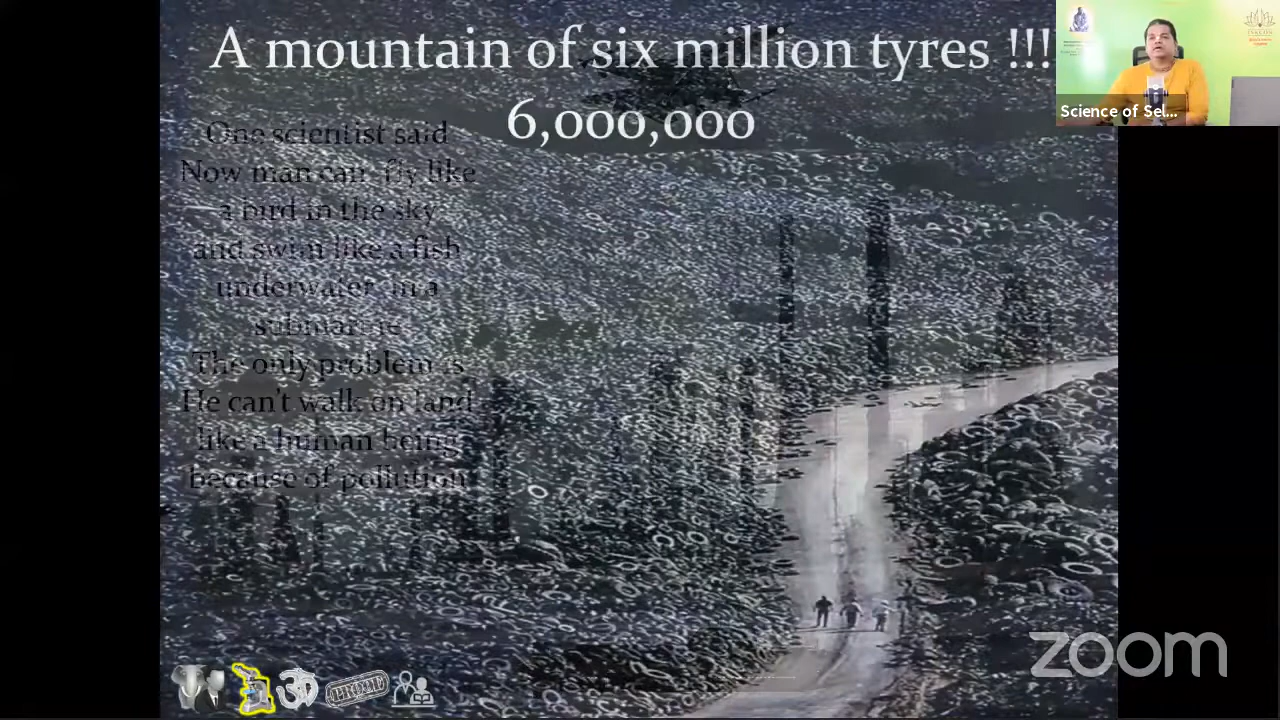 A mountain of six million tyres !!!
6,000,000
One scientist said
Now man can fly like
a bird in the sky
and swim like a fish
underwater in a
submarine
The only problem is
He can't walk on land
like a human being
because of pollution
Science of Sel...
PROOF
zoom